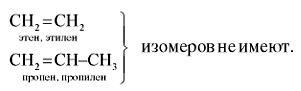 CH₂=CH₂
этен, этилен
CH₂=CH–CH₃
пропен, пропилен
изомеров не имеют.